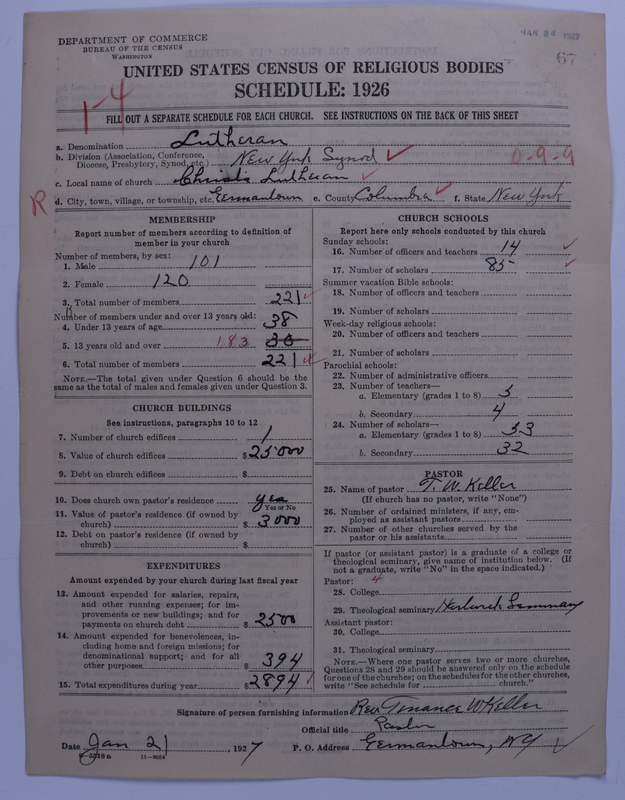 DEPARTMENT OF COMMERCE
BUREAU OF THE CENSUS
WASHINGTON
JAN 24 1927
67
UNITED STATES CENSUS OF RELIGIOUS BODIES
SCHEDULE: 1926
1-4
FILL OUT A SEPARATE SCHEDULE FOR EACH CHURCH. SEE INSTRUCTIONS ON THE BACK OF THIS SHEET
a. Denomination Lutheran
b. Division (Association, Conference, Diocese, Presbytery, Synod, etc.) New York Synod
0-9-9
c. Local name of church Christ's Lutheran
R
d. City, town, village, or township, etc. Germantown e. County Columbia f. State New York
MEMBERSHIP
Report number of members according to definition of
member in your church
Number of members, by sex:
1. Male 101
2. Female 120
3. Total number of members 221
Number of members under and over 13 years old:
4. Under 13 years of age 38
5. 13 years old and over 183
6. Total number of members 221
NOTE.—The total given under Question 6 should be the
same as the total of males and females given under Question 3.
CHURCH BUILDINGS
See instructions, paragraphs 10 to 12
7. Number of church edifices 1
8. Value of church edifices $25000
9. Debt on church edifices $
10. Does church own pastor's residence yes
Yes or No
11. Value of pastor's residence (if owned by
church) $3000
12. Debt on pastor's residence (if owned by
church) $
EXPENDITURES
Amount expended by your church during last fiscal year
13. Amount expended for salaries, repairs,
and other running expenses; for im-
provements or new buildings; and for
payments on church debt $2500
14. Amount expended for benevolences, in-
cluding home and foreign missions; for
denominational support; and for all
other purposes $394
15. Total expenditures during year $2894
CHURCH SCHOOLS
Report here only schools conducted by this church
Sunday schools:
16. Number of officers and teachers 14
17. Number of scholars 85
Summer vacation Bible schools:
18. Number of officers and teachers
19. Number of scholars
Week-day religious schools:
20. Number of officers and teachers
21. Number of scholars
Parochial schools:
22. Number of administrative officers
23. Number of teachers—
a. Elementary (grades 1 to 8)
b. Secondary 4
24. Number of scholars—
a. Elementary (grades 1 to 8) 53
b. Secondary 32
PASTOR
25. Name of pastor T. W. Keller
(If church has no pastor, write "None")
26. Number of ordained ministers, if any, em-
ployed as assistant pastors
27. Number of other churches served by the
pastor or his assistants
If pastor (or assistant pastor) is a graduate of a college or
theological seminary, give name of institution below. (If
not a graduate, write "No" in the space indicated.)
Pastor: 4
28. College
29. Theological seminary Hartwick Seminary
Assistant pastor:
30. College
31. Theological seminary
NOTE.—Where one pastor serves two or more churches,
Questions 28 and 29 should be answered only on the schedule
for one of the churches; on the schedules for the other churches,
write "See schedule for church."
Signature of person furnishing information Rev. W Keller
Official title Pastor
Date Jan 21, 1927 P. O. Address Germantown, NY
11—9024